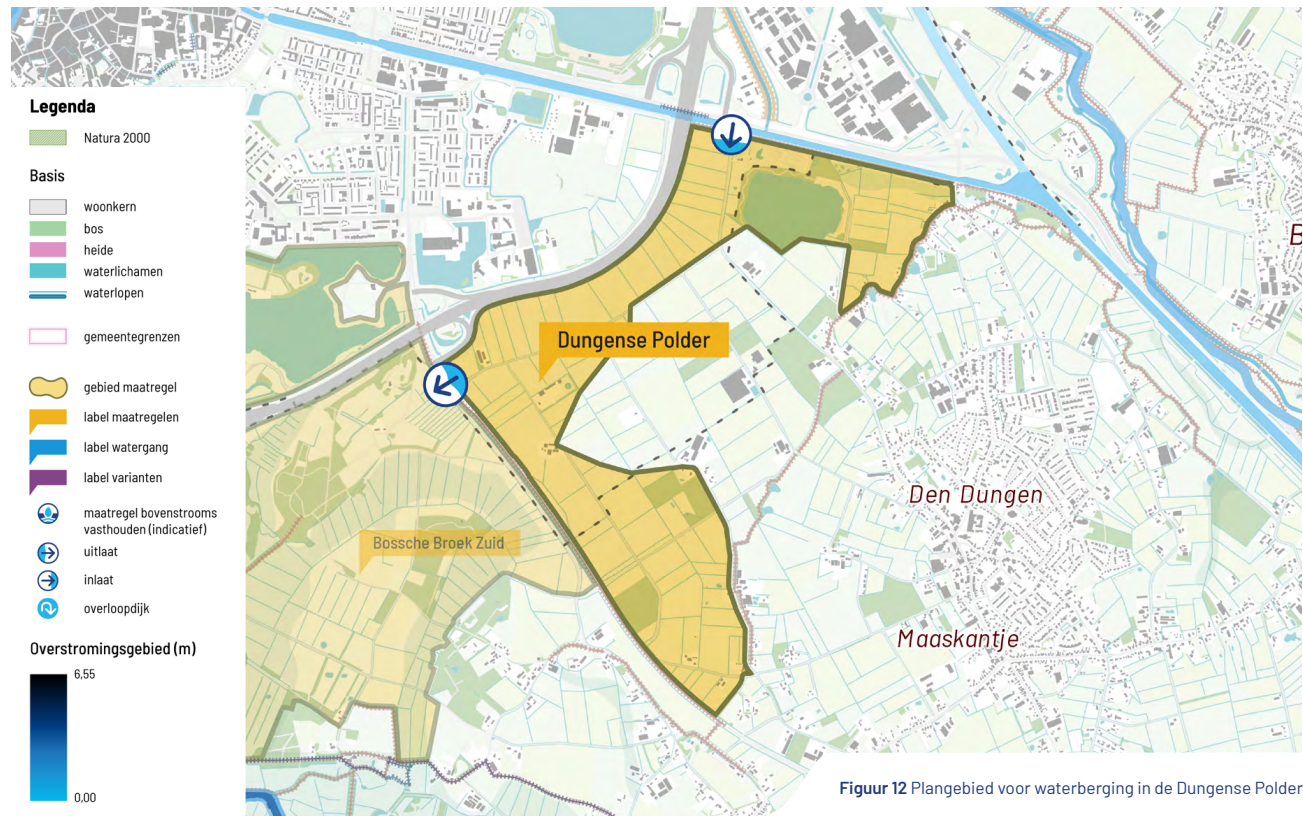 Legenda
Natura 2000
Basis
woonkern
bos
heide
waterlichamen
waterlopen
gemeentegrenzen
gebied maatregel
label maatregelen
label watergang
label varianten
maatregel bovenstrooms
vasthouden (indicatief)
uitlaat
inlaat
overloopdijk
Overstromingsgebied (m)
6,55
0,00
Dungense Polder
Bossche Broek Zuid
Den Dungen
Maaskantje
B
Figuur 12 Plangebied voor waterberging in de Dungense Polder